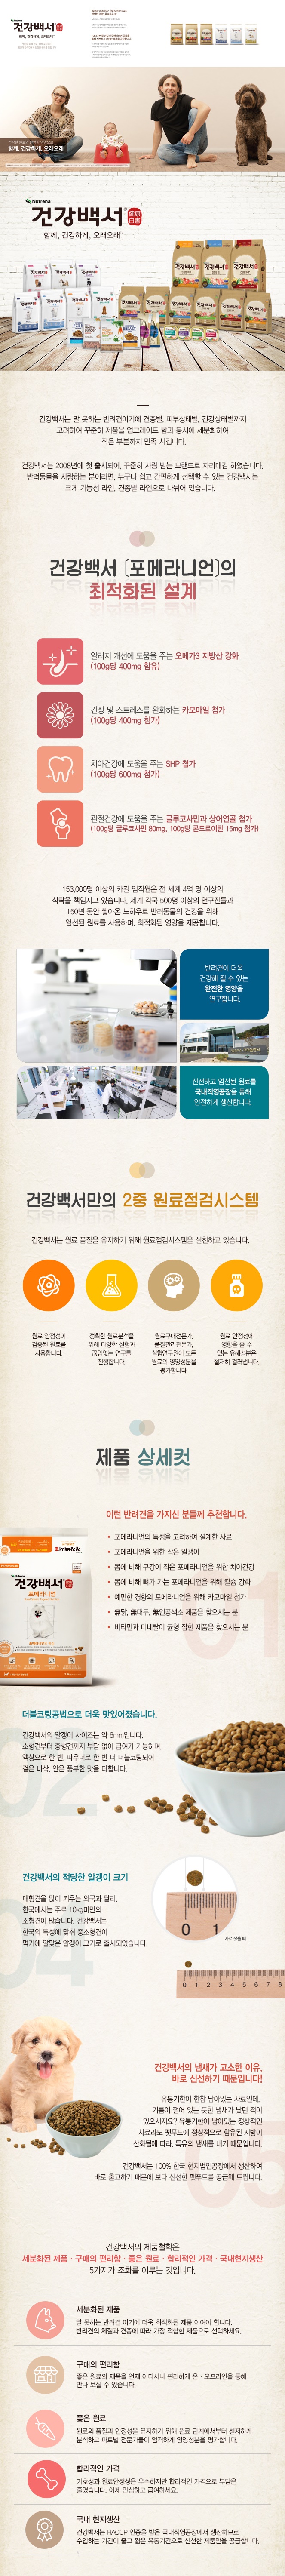 Nutrena
건강백서
함께, 건강하게, 오래오래
함께, 건강하게, 오래오래
Nutrena
건강백서
健康
白書
함께, 건강하게, 오래오래
건강백서는 말 못하는 반려견이기에 견종별, 피부상태별, 건강상태별까지
고려하여 꾸준히 제품을 업그레이드 함과 동시에 세분화하여
작은 부분까지 만족 시킵니다.
건강백서는 2008년에 첫 출시되어, 꾸준히 사랑 받는 브랜드로 자리매김 하였습니다.
반려동물을 사랑하는 분이라면, 누구나 쉽고 간편하게 선택할 수 있는 건강백서는
크게 기능성 라인, 견종별 라인으로 나뉘어 있습니다.
건강백서 [포메라니언]의
최적화된 설계
알러지 개선에 도움을 주는 오메가3 지방산 강화
(100g당 400mg 함유)
긴장 및 스트레스를 완화하는 카모마일 첨가
(100g당 400mg 첨가)
치아건강에 도움을 주는 SHP 첨가
(100g당 600mg 첨가)
관절건강에 도움을 주는 글루코사민과 상어연골 첨가
(100g당 글루코사민 80mg, 100g당 콘드로이틴 15mg 첨가)
153,000명 이상의 카길 임직원은 전 세계 4억 명 이상의
식탁을 책임지고 있습니다. 세계 각국 500명 이상의 연구진들과
150년 동안 쌓아온 노하우로 반려동물의 건강을 위해
엄선된 원료를 사용하며, 최적화된 영양을 제공합니다.
반려견이 더욱
건강해 질 수 있는
완전한 영양을
연구합니다.
신선하고 엄선된 원료를
국내직영공장을 통해
안전하게 생산합니다.
건강백서만의 2중 원료점검시스템
건강백서는 원료 품질을 유지하기 위해 원료점검시스템을 실천하고 있습니다.
원료 안정성이
검증된 원료를
사용합니다.
정확한 원료분석을
위해 다양한 실험과
끊임없는 연구를
진행합니다.
원료구매전문가,
품질관리전문가,
실험연구원이 모든
원료의 영양성분을
평가합니다.
원료 안정성에
영향을 줄 수
있는 유해성분은
철저히 걸러냅니다.
제품 상세컷
이런 반려견을 가지신 분들께 추천합니다.
01
• 포메라니언의 특성을 고려하여 설계한 사료
• 포메라니언을 위한 작은 알갱이
• 몸에 비해 구강이 작은 포메라니언을 위한 치아건강
• 몸에 비해 뼈가 가는 포메라니언을 위해 칼슘 강화
• 예민한 경향의 포메라니언을 위해 카모마일 첨가
• 無닭, 無대두, 無인공색소 제품을 찾으시는 분
• 비타민과 미네랄이 균형 잡힌 제품을 찾으시는 분
건강백서
포메라니언
더블코팅공법으로 더욱 맛있어졌습니다.
02
건강백서의 알갱이 사이즈는 약 6mm입니다.
소형견부터 중형견까지 부담 없이 급여가 가능하며,
액상으로 한 번, 파우더로 한 번 더 더블코팅되어
겉은 바삭, 안은 풍부한 맛을 더합니다.
건강백서의 적당한 알갱이 크기
04
대형견을 많이 키우는 외국과 달리,
한국에서는 주로 10kg미만의
소형견이 많습니다. 건강백서는
한국의 특성에 맞춰 중소형견이
먹기에 알맞은 알갱이 크기로 출시되었습니다.
0 1
자로 쟀을 때
0 1 2 3 4 5 6 7 8
건강백서의 냄새가 고소한 이유,
바로 신선하기 때문입니다!
05
유통기한이 한참 남아있는 사료인데,
기름이 절어 있는 듯한 냄새가 났던 적이
있으시지요? 유통기한이 남아있는 정상적인
사료라도 펫푸드에 정상적으로 함유된 지방이
산화됨에 따라, 특유의 냄새를 내기 때문입니다.
건강백서는 100% 한국 현지법인공장에서 생산하여
바로 출고하기 때문에 보다 신선한 펫푸드를 공급해 드립니다.
건강백서의 제품철학은
세분화된 제품 · 구매의 편리함 · 좋은 원료 · 합리적인 가격 · 국내현지생산
5가지가 조화를 이루는 것입니다.
세분화된 제품
말 못하는 반려견 이기에 더욱 최적화된 제품 이여야 합니다.
반려견의 체질과 건종에 따라 가장 적합한 제품으로 선택하세요.
구매의 편리함
좋은 원료의 제품을 언제 어디서나 편리하게 온 · 오프라인을 통해
만나 보실 수 있습니다.
좋은 원료
원료의 품질과 안정성을 유지하기 위해 원료 단계에서부터 철저하게
분석하고 파트별 전문가들이 엄격하게 영양성분을 평가합니다.
합리적인 가격
기호성과 원료안정성은 우수하지만 합리적인 가격으로 부담은
줄였습니다. 이제 안심하고 급여하세요.
국내 현지생산
건강백서는 HACCP 인증을 받은 국내직영공장에서 생산하므로
수입하는 기간이 줄고 짧은 유통기간으로 신선한 제품만을 공급합니다.